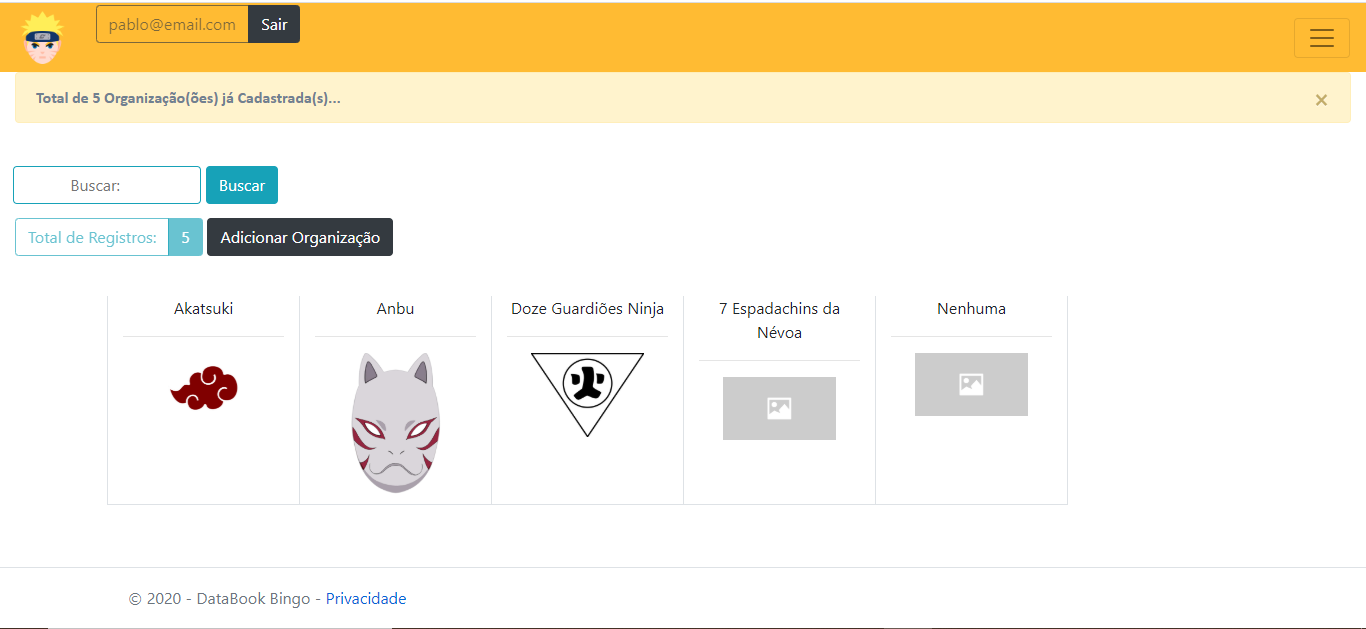 pablo@email.com Sair
Total de 5 Organização(ões) já Cadastrada(s)...
×
Buscar: Buscar
Total de Registros: 5 Adicionar Organização
Akatsuki
Anbu
Doze Guardiões Ninja
7 Espadachins da
Névoa
Nenhuma
© 2020 - DataBook Bingo - Privacidade